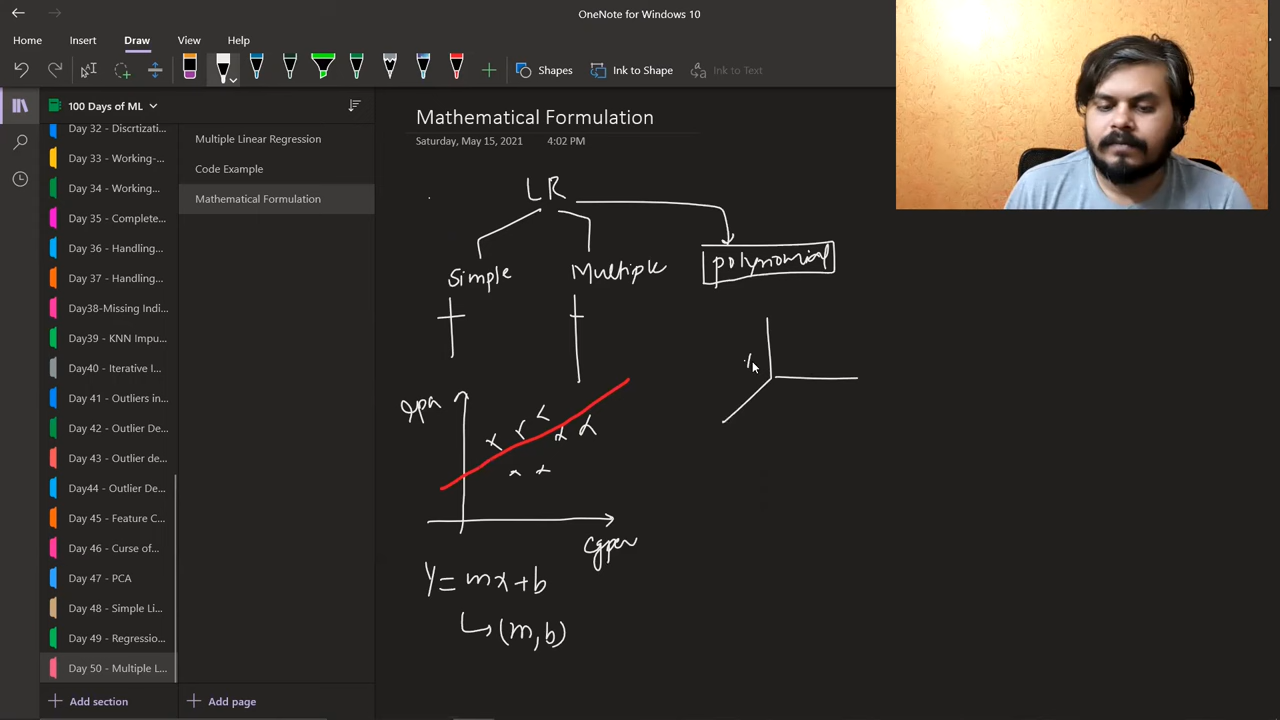 OneNote for Windows 10
Home Insert Draw View Help
Shapes Ink to Shape Ink to Text
100 Days of ML
Day 32 - Discrtization...
Day 33 - Working-...
Day 34 - Working...
Day 35 - Complete...
Day 36 - Handling...
Day 37 - Handling...
Day38-Missing Indi...
Day39 - KNN Impu...
Day40 - Iterative I...
Day 41 - Outliers in...
Day 42 - Outlier De...
Day 43 - Outlier de...
Day44 - Outlier De...
Day 45 - Feature C...
Day 46 - Curse of...
Day 47 - PCA
Day 48 - Simple Li...
Day 49 - Regressio...
Day 50 - Multiple L...
Add section
Multiple Linear Regression
Code Example
Mathematical Formulation
Add page
Mathematical Formulation
Saturday, May 15, 2021 4:02 PM
LR
Simple Multiple polynomial
cgpa
Y = mx + b
(m, b)